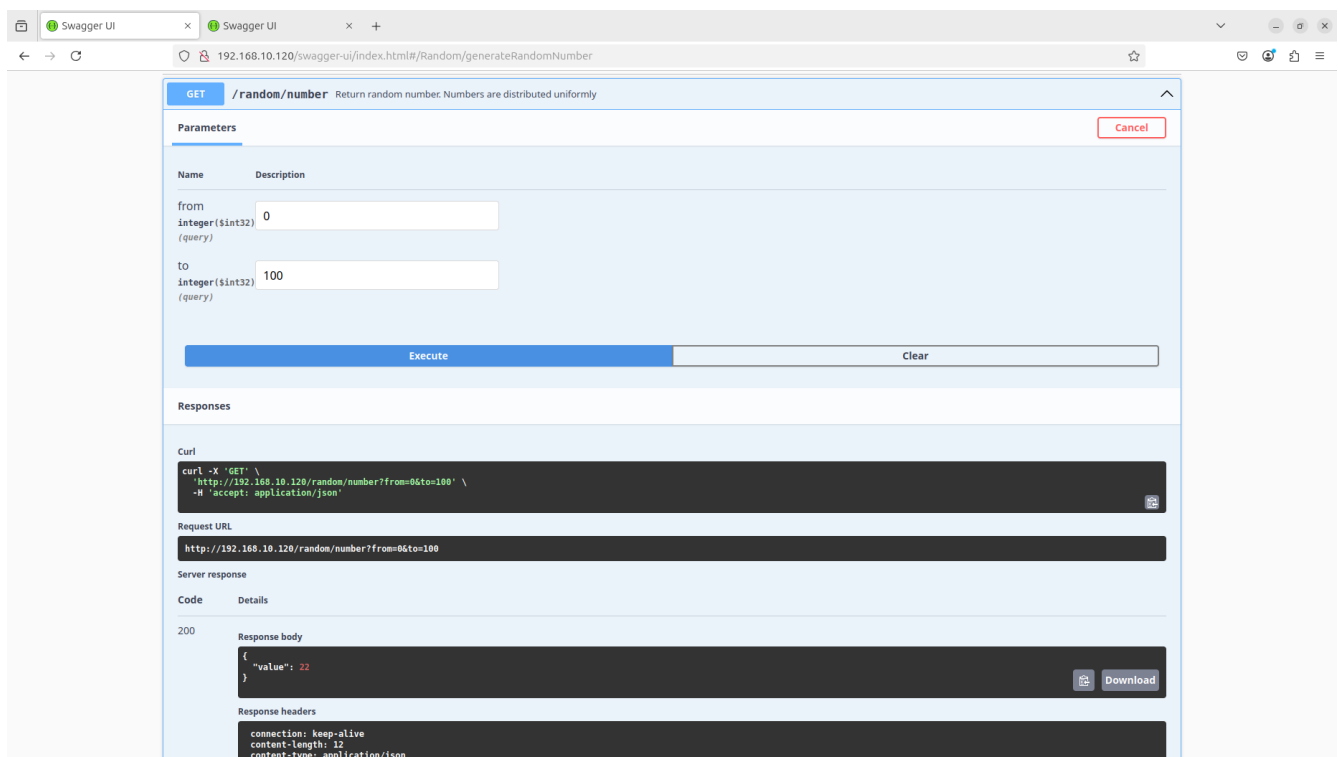 Swagger UI
Swagger UI
192.168.10.120/swagger-ui/index.html#/Random/generateRandomNumber
GET /random/number Return random number. Numbers are distributed uniformly
Parameters
Cancel
Name Description
from
integer($int32)
(query)
0
to
integer($int32)
(query)
100
Execute
Clear
Responses
Curl
curl -X 'GET' \
'http://192.168.10.120/random/number?from=0&to=100' \
-H 'accept: application/json'
Request URL
http://192.168.10.120/random/number?from=0&to=100
Server response
Code Details
200
Response body
{
"value": 22
}
Download
Response headers
connection: keep-alive
content-length: 12
content-type: application/json